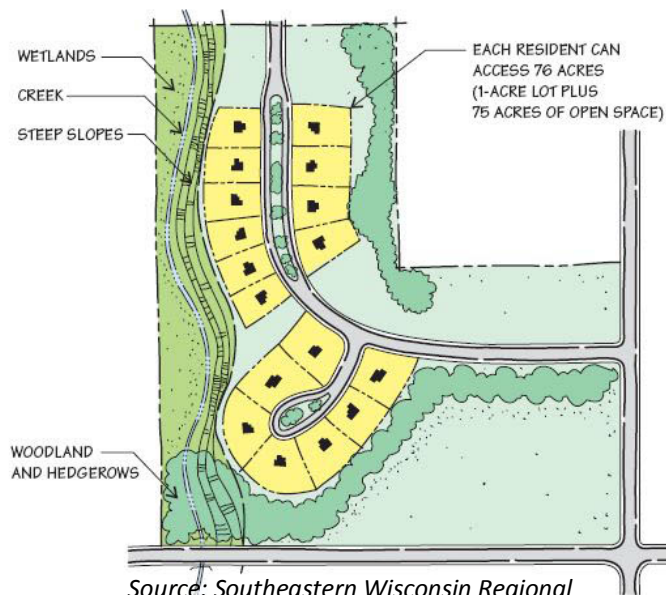 WETLANDS
CREEK
STEEP SLOPES
EACH RESIDENT CAN
ACCESS 76 ACRES
(1-ACRE LOT PLUS
75 ACRES OF OPEN SPACE)
WOODLAND
AND HEDGEROWS
Source: Southeastern Wisconsin Regional